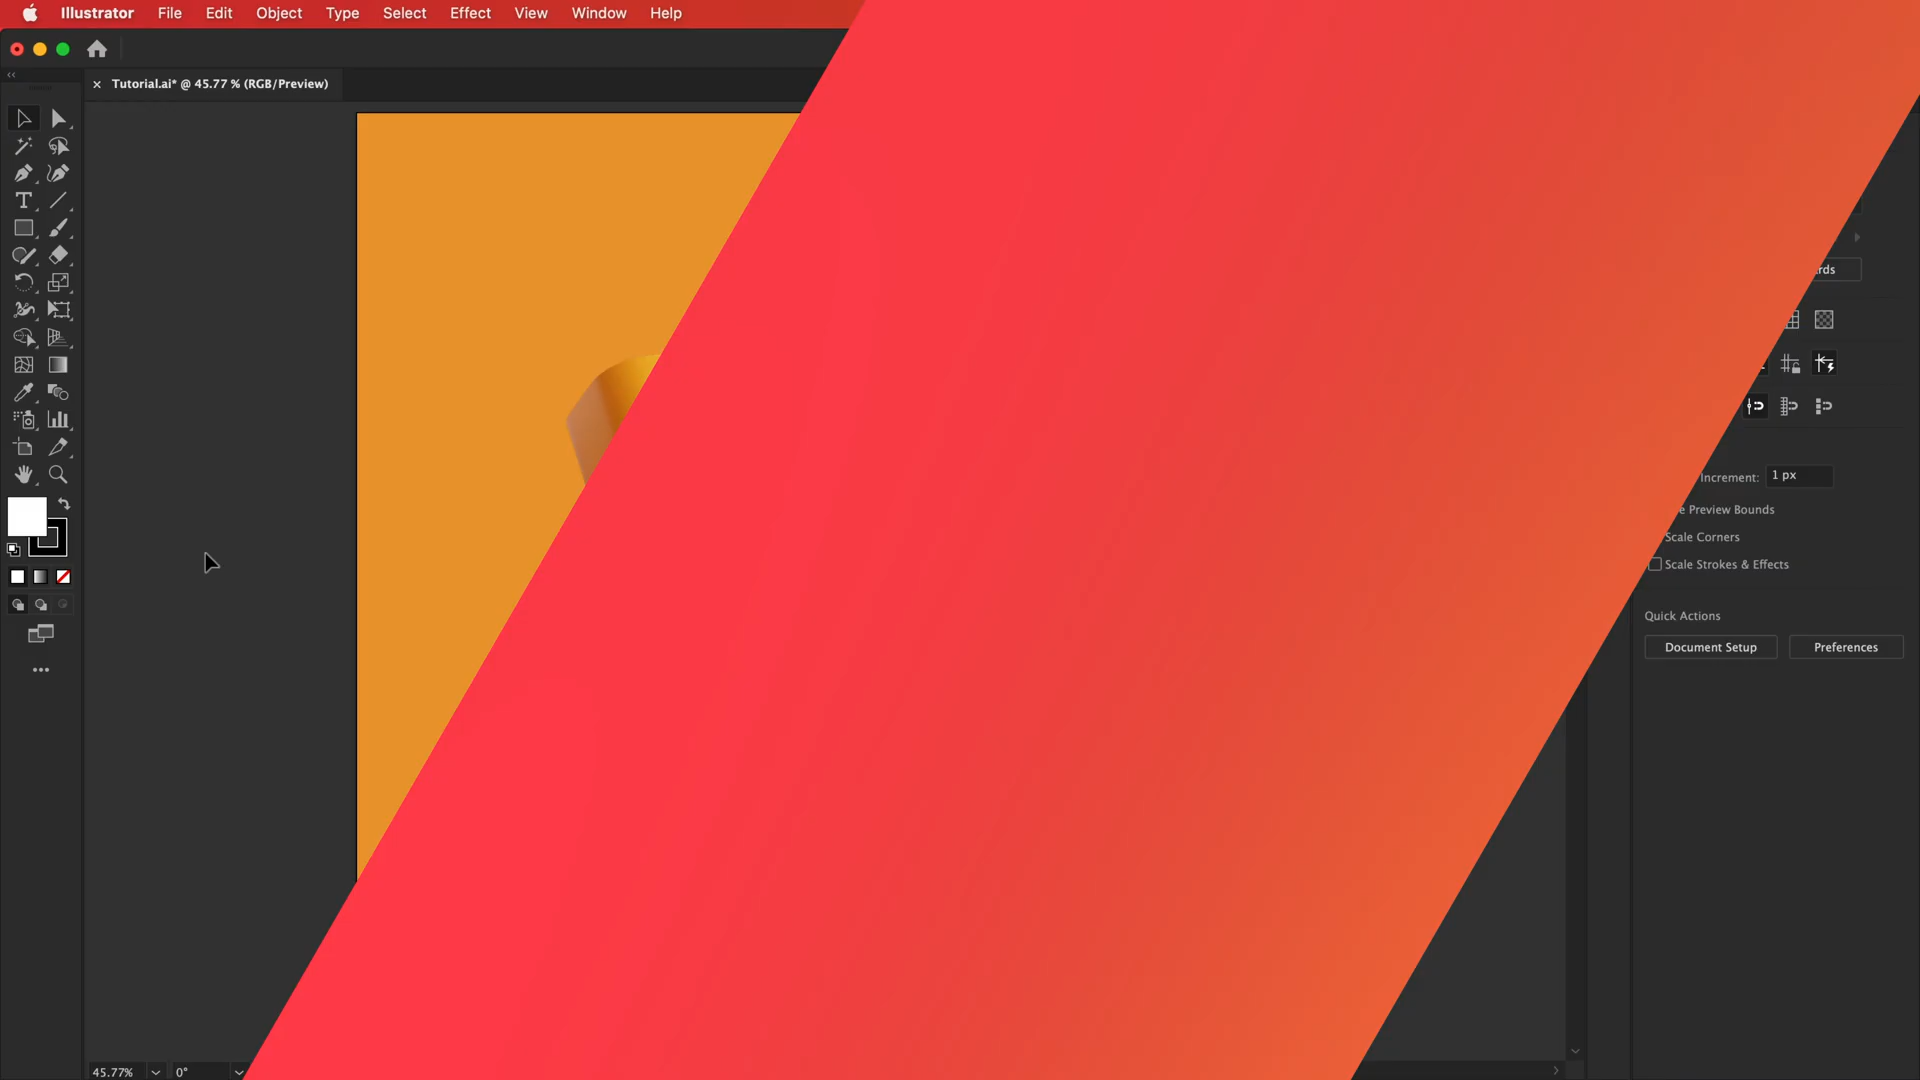 Illustrator File Edit Object Type Select Effect View Window Help
Tutorial.ai* @ 45.77 % (RGB/Preview)
Increment: 1 px
Preview Bounds
Scale Corners
Scale Strokes & Effects
Quick Actions
Document Setup Preferences
45.77% 0°